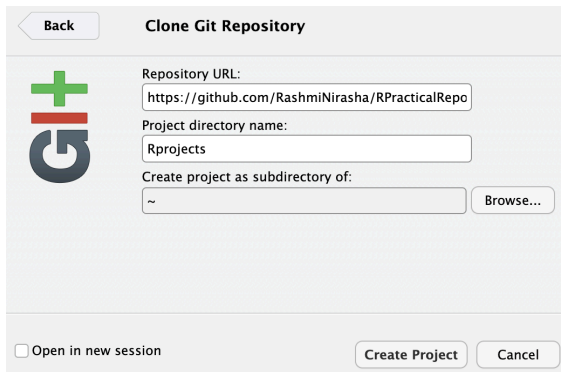 Back
Clone Git Repository
Repository URL:
https://github.com/RashmiNirasha/RPracticalRepo
Project directory name:
Rprojects
Create project as subdirectory of:
~
Browse...
GIt
Open in new session
Create Project
Cancel